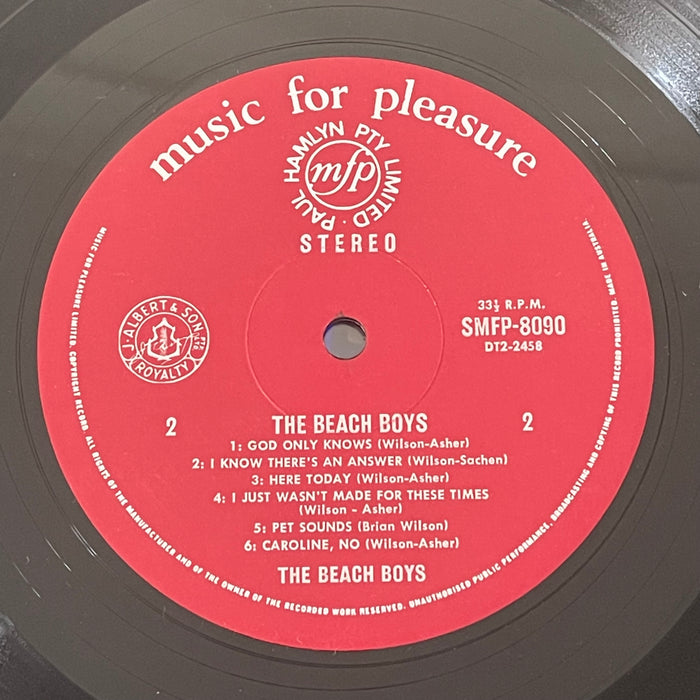 music for pleasure
PAUL HAMLYN PTY LIMITED ·
mfp
STEREO
J. ALBERT & SON PTY LTD
ROYALTY
33⅓ R.P.M.
SMFP-8090
DT2-2458
2 THE BEACH BOYS 2
1: GOD ONLY KNOWS (Wilson-Asher)
2: I KNOW THERE'S AN ANSWER (Wilson-Sachen)
3: HERE TODAY (Wilson-Asher)
4: I JUST WASN'T MADE FOR THESE TIMES
(Wilson - Asher)
5: PET SOUNDS (Brian Wilson)
6: CAROLINE, NO (Wilson-Asher)
THE BEACH BOYS
MUSIC FOR PLEASURE LIMITED. COPYRIGHT RECORD. ALL RIGHTS OF THE MANUFACTURER AND OF THE OWNER OF THE RECORDED WORK RESERVED. UNAUTHORISED PUBLIC PERFORMANCE, BROADCASTING AND COPYING OF THIS RECORD PROHIBITED. MADE IN AUSTRALIA.